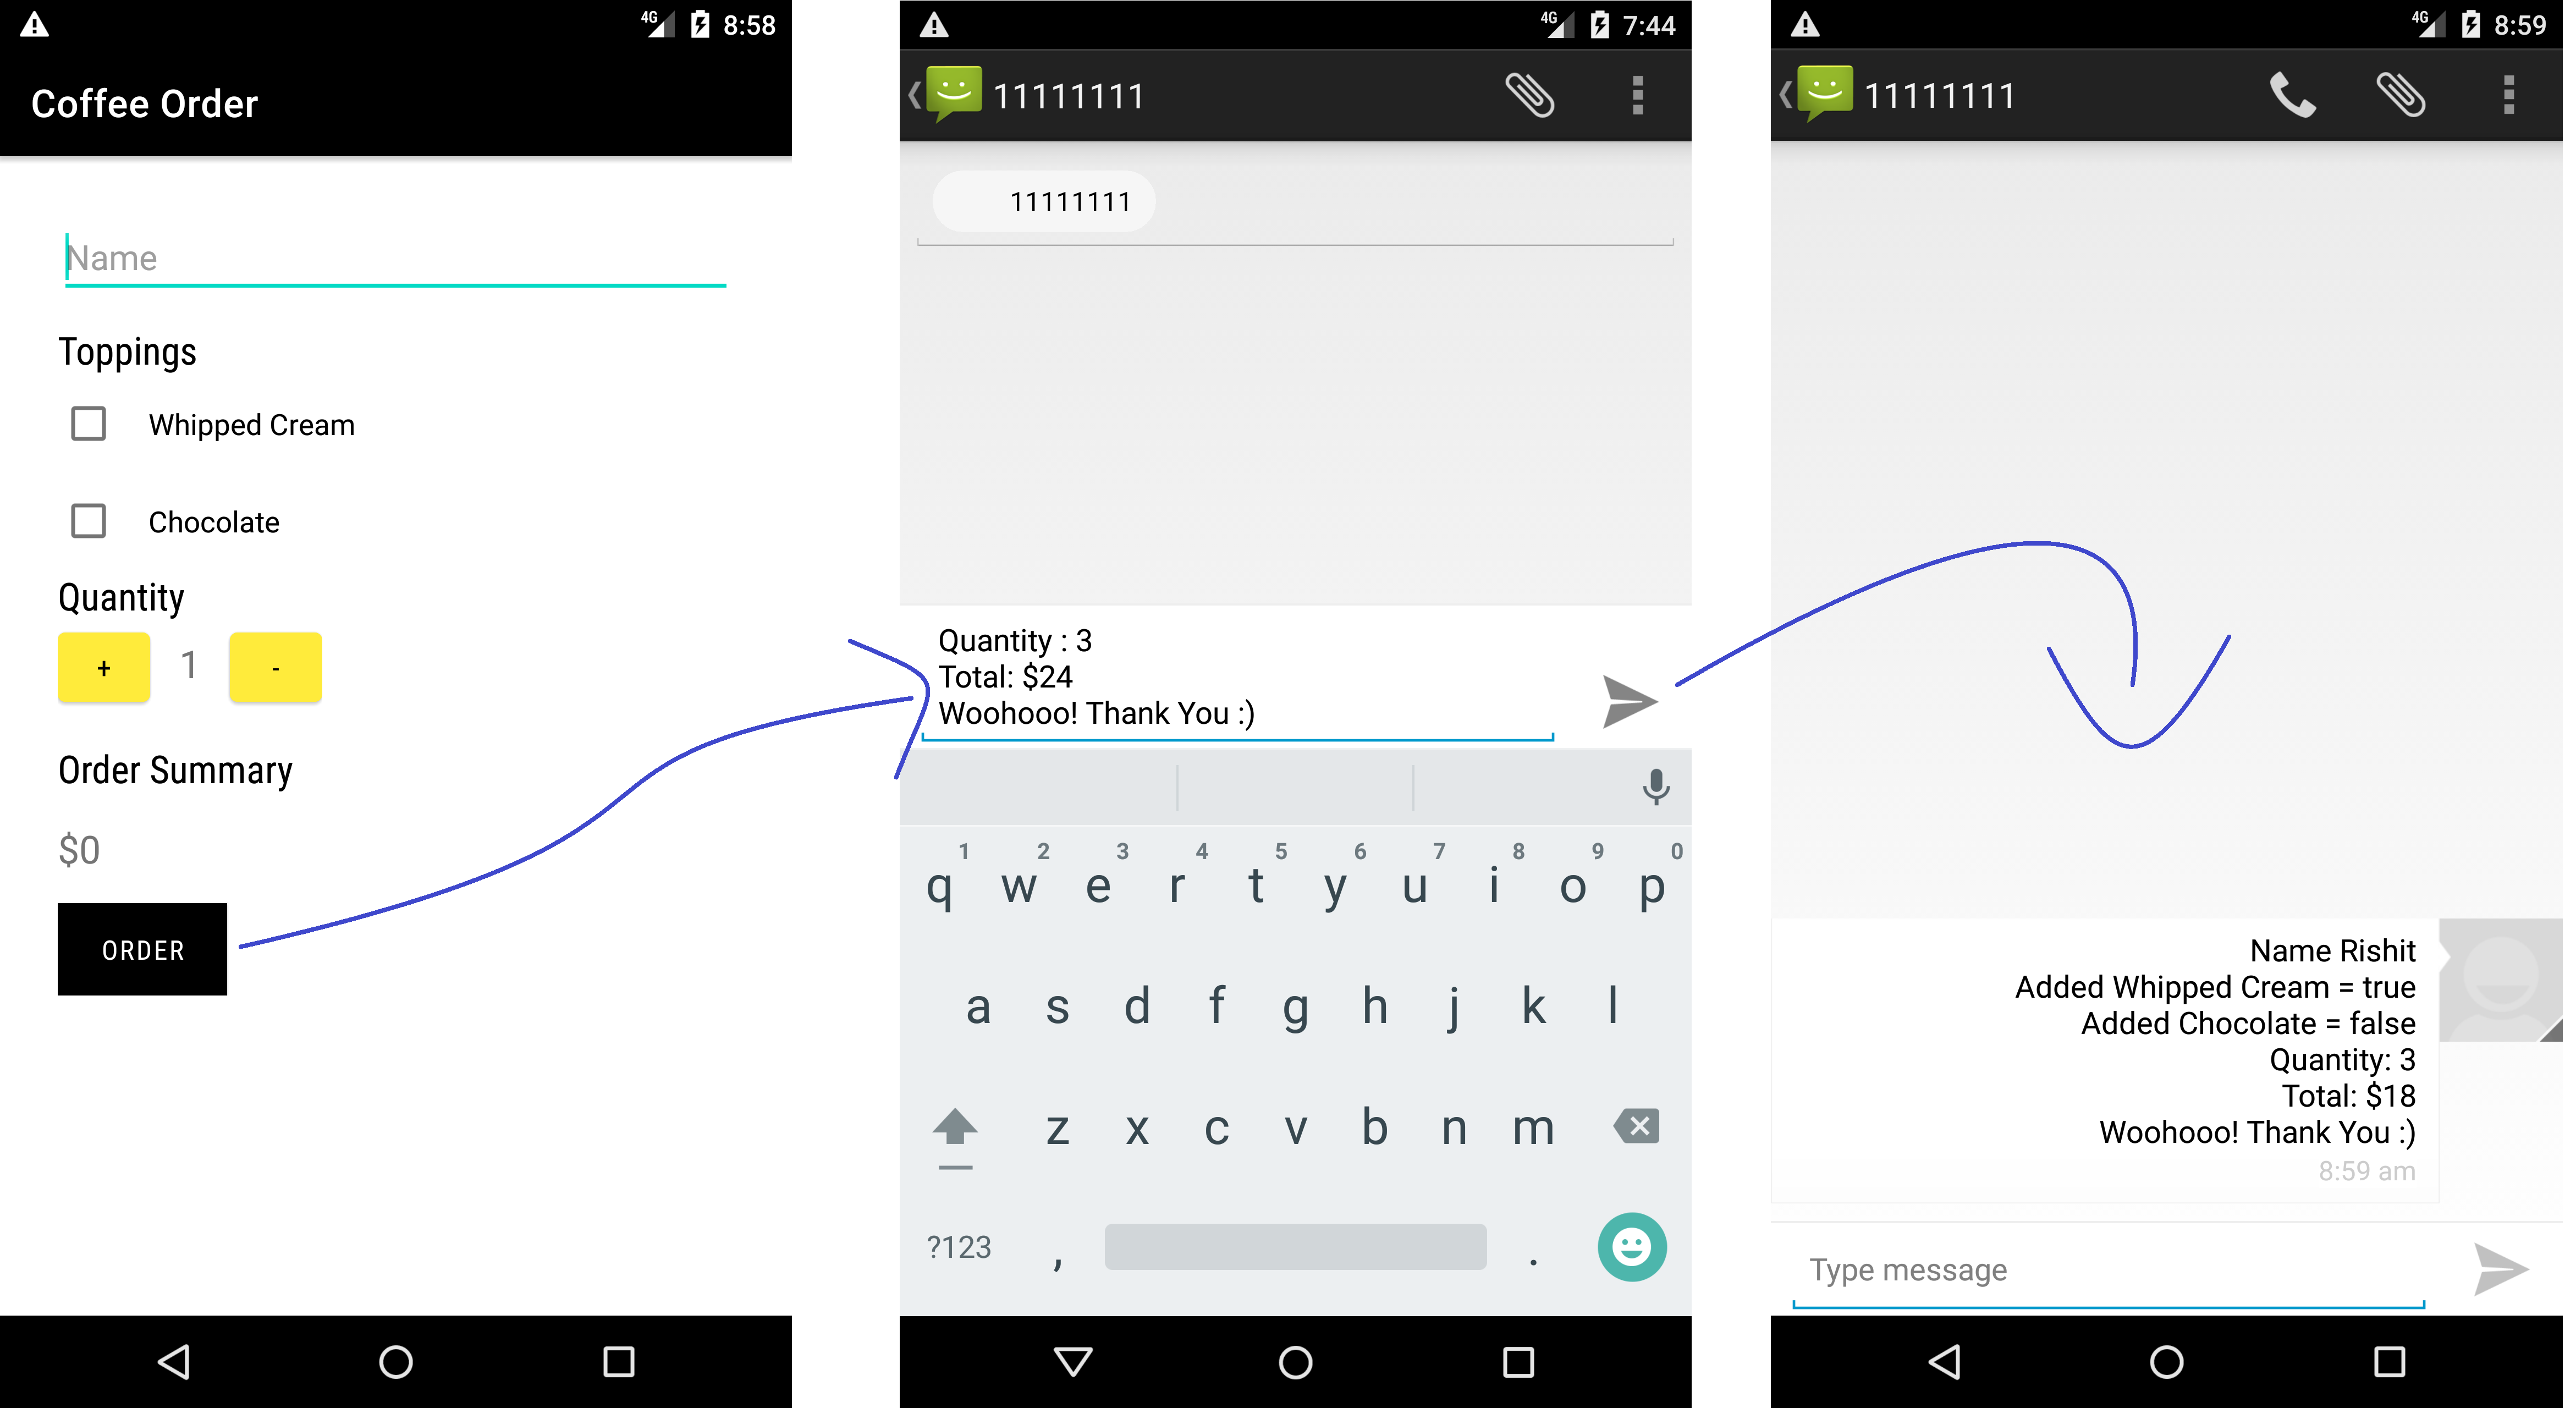 4G 8:58
Coffee Order
Name
Toppings
Whipped Cream
Chocolate
Quantity
+ 1 -
Order Summary
$0
ORDER
4G 7:44
11111111
11111111
Quantity : 3
Total: $24
Woohooo! Thank You :)
1 2 3 4 5 6 7 8 9 0
q w e r t y u i o p
a s d f g h j k l
z x c v b n m
?123 , .
4G 8:59
11111111
Name Rishit
Added Whipped Cream = true
Added Chocolate = false
Quantity: 3
Total: $18
Woohooo! Thank You :)
8:59 am
Type message